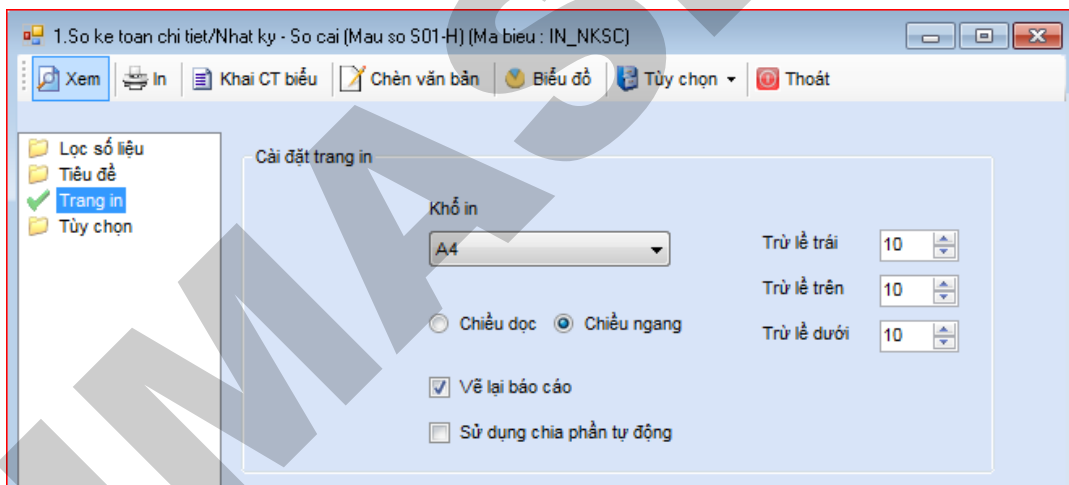 1.So ke toan chi tiet/Nhat ky - So cai (Mau so S01-H) (Ma bieu : IN_NKSC)
Xem In Khai CT biểu Chèn văn bản Biểu đồ Tùy chọn Thoát
Lọc số liệu
Tiêu đề
Trang in
Tùy chọn
Cài đặt trang in
Khổ in
A4
Chiều dọc Chiều ngang
Vẽ lại báo cáo
Sử dụng chia phần tự động
Trừ lề trái 10
Trừ lề trên 10
Trừ lề dưới 10
IMAS